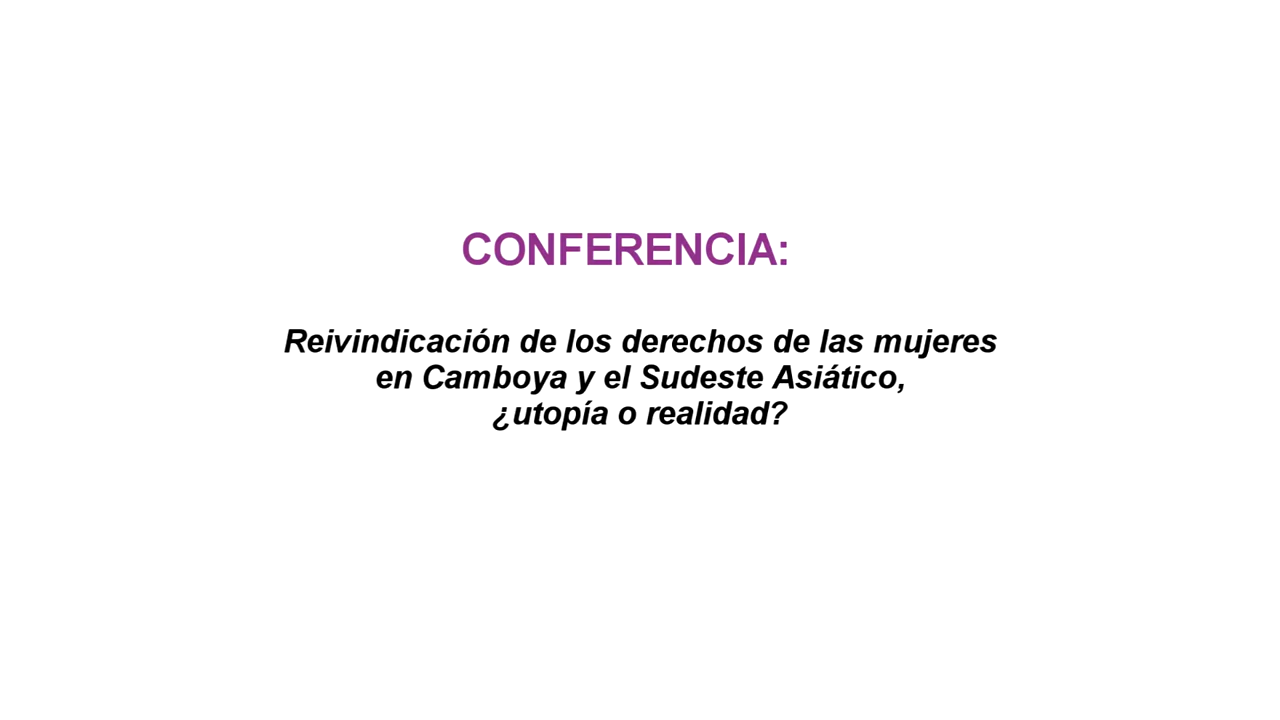 CONFERENCIA:
Reivindicación de los derechos de las mujeres
en Camboya y el Sudeste Asiático,
¿utopía o realidad?